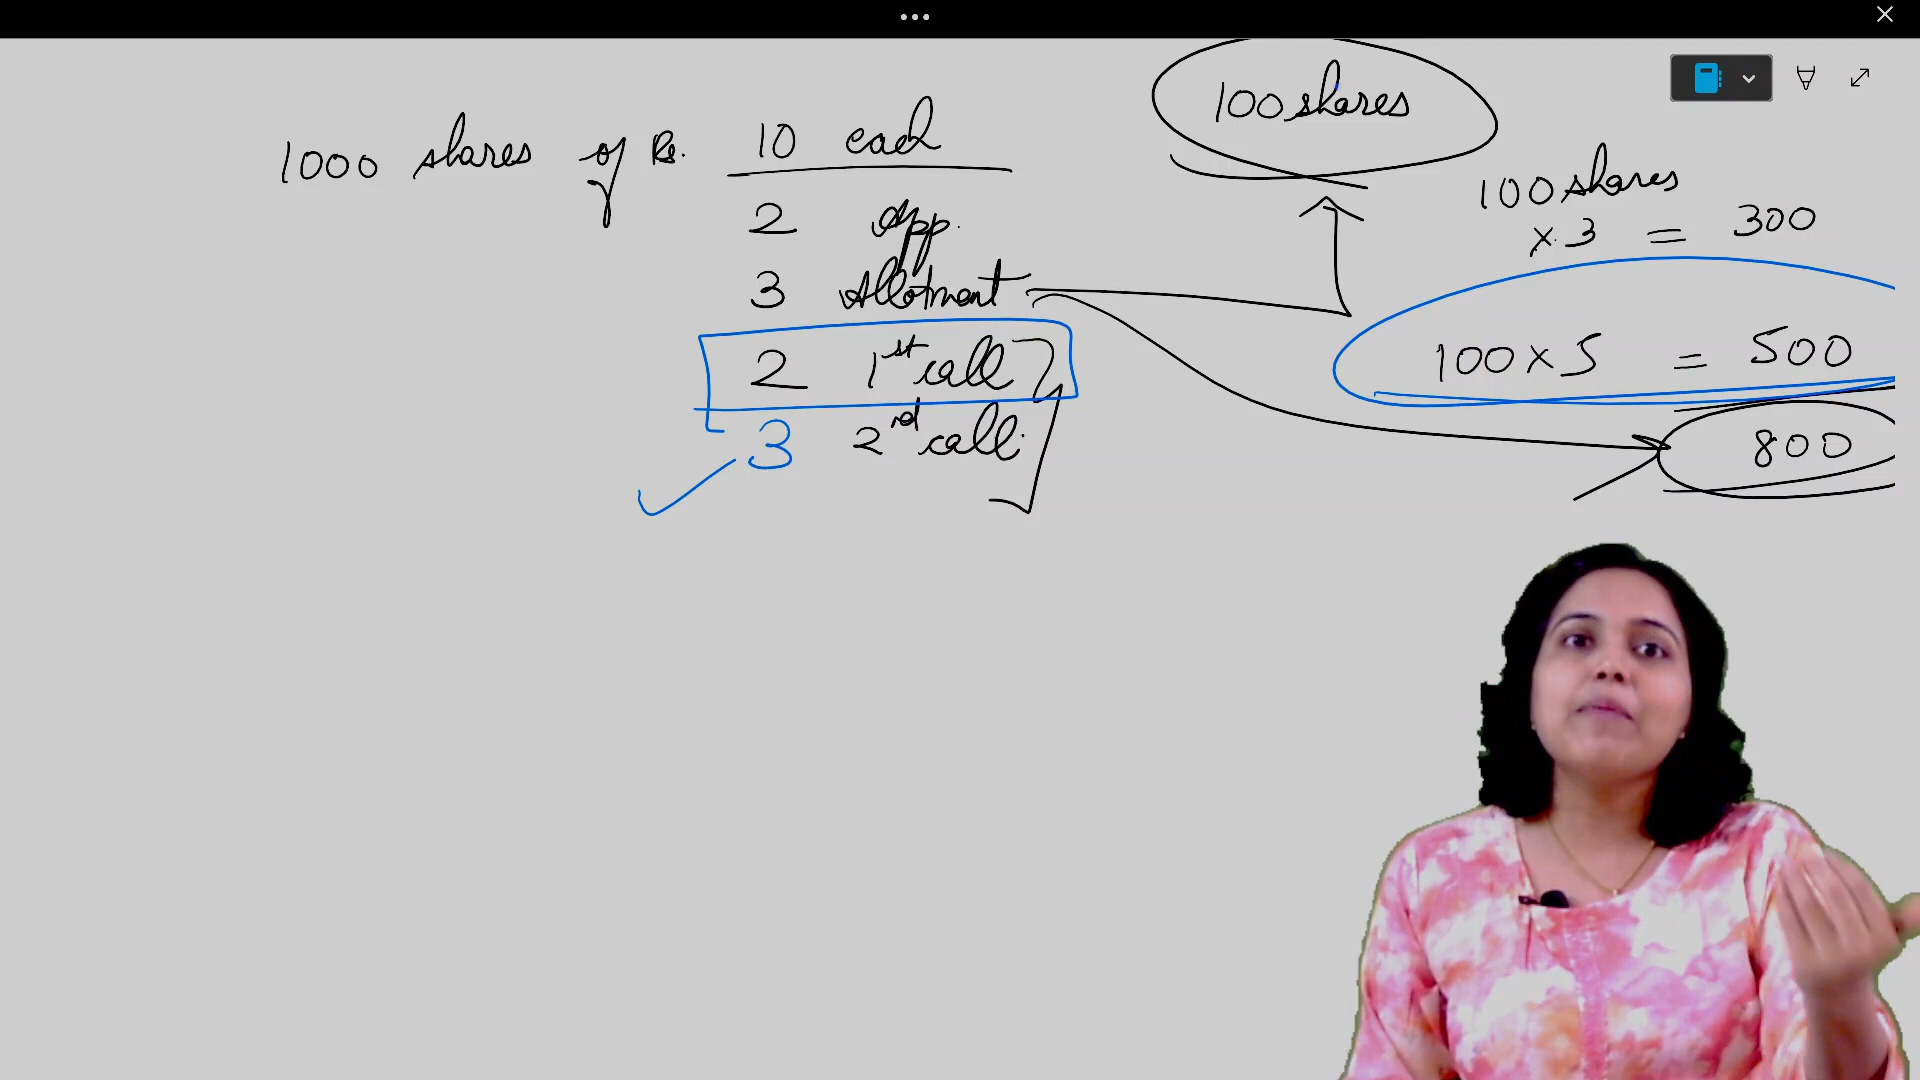 1000 shares of Rs. 10 each
2 App.
3 Allotment
2 1st call
3 2nd call
100 shares
100 shares
x 3 = 300
100 x 5 = 500
800